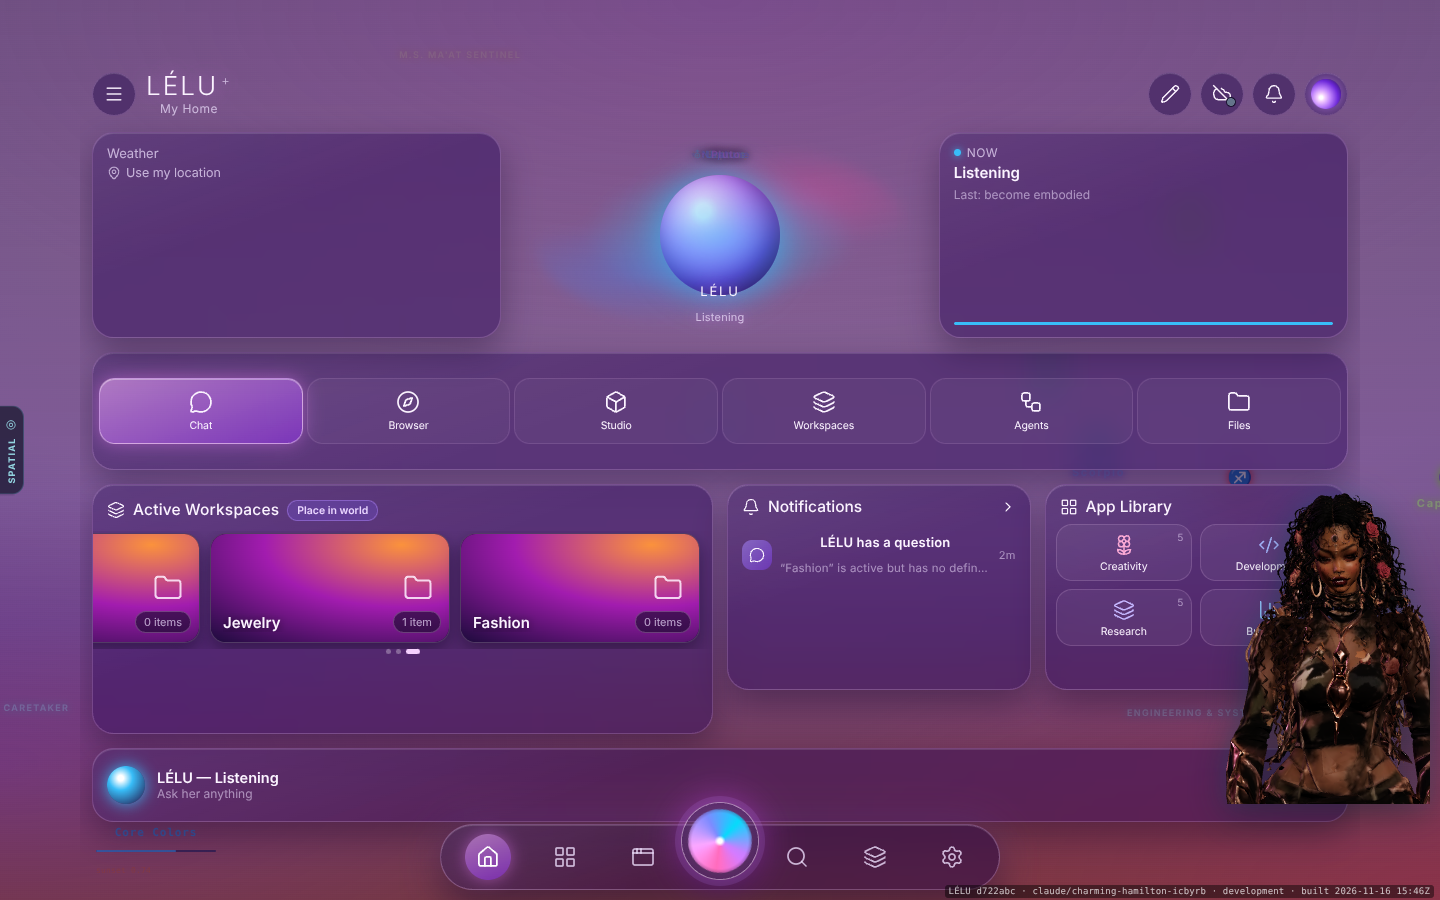 M.S. MA'AT SENTINEL
LÉLU +
My Home
Weather
Use my location
LÉLU
Listening
NOW
Listening
Last: become embodied
Chat
Browser
Studio
Workspaces
Agents
Files
SPATIAL
Active Workspaces
Place in world
0 items
Jewelry
1 item
Fashion
0 items
Notifications
LÉLU has a question
2m
“Fashion” is active but has no defin...
App Library
Creativity
5
Research
5
CARETAKER
ENGINEERING &
LÉLU — Listening
Ask her anything
LÉLU d722abc · claude/charming-hamilton-icbyrb · development · built 2026-11-16 15:46Z